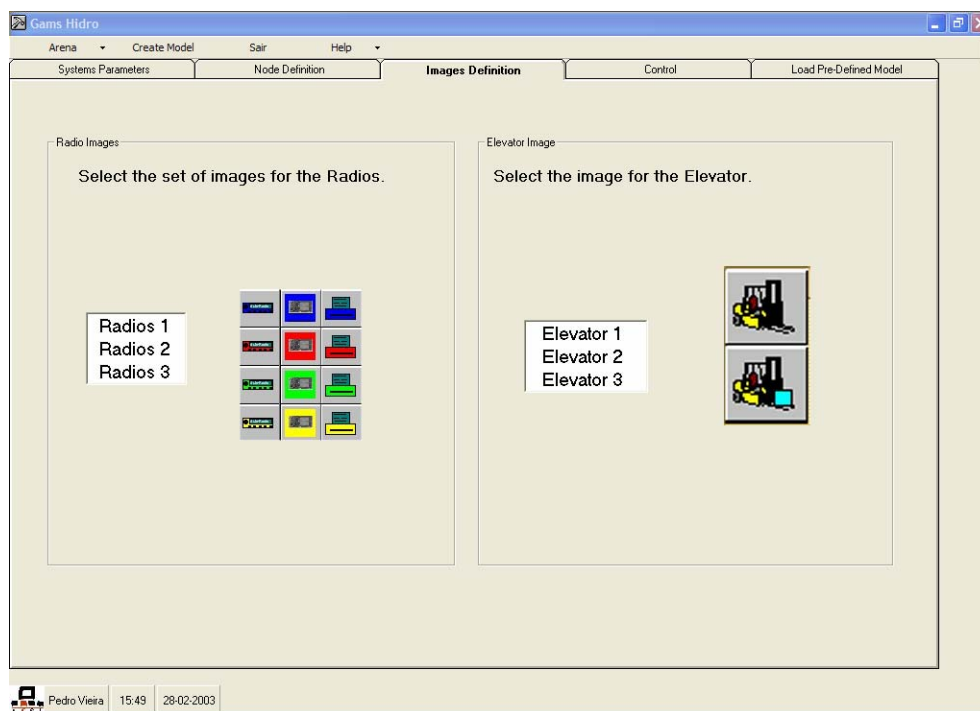 Gams Hidro
Arena Create Model Sair Help
Systems Parameters Node Definition Images Definition Control Load Pre-Defined Model
Radio Images
Select the set of images for the Radios.
Radios 1
Radios 2
Radios 3
Elevator Image
Select the image for the Elevator.
Elevator 1
Elevator 2
Elevator 3
Pedro Vieira 15:49 28-02-2003